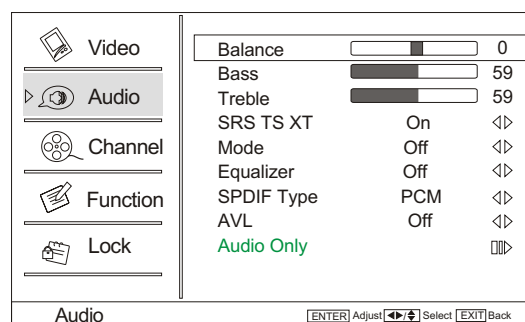 Video
Audio
Channel
Function
Lock
Balance 0
Bass 59
Treble 59
SRS TS XT On
Mode Off
Equalizer Off
SPDIF Type PCM
AVL Off
Audio Only
Audio
ENTER Adjust ◀▶/▲▼ Select EXIT Back